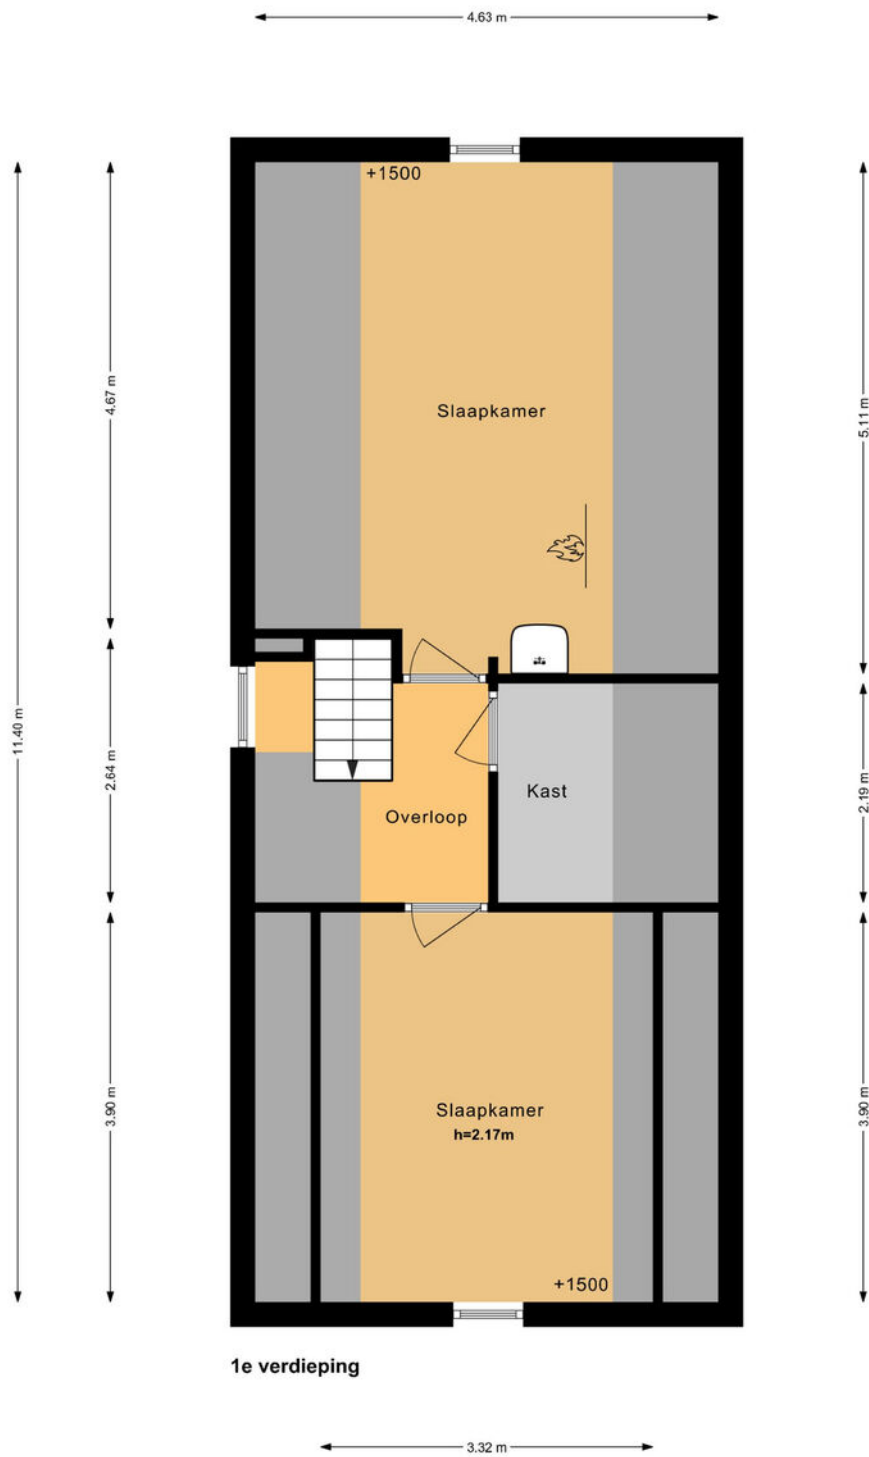 4.63 m
+1500
4.67 m
Slaapkamer
5.11 m
11.40 m
2.64 m
Kast
Overloop
2.19 m
3.90 m
Slaapkamer
h=2.17m
3.90 m
+1500
1e verdieping
3.32 m